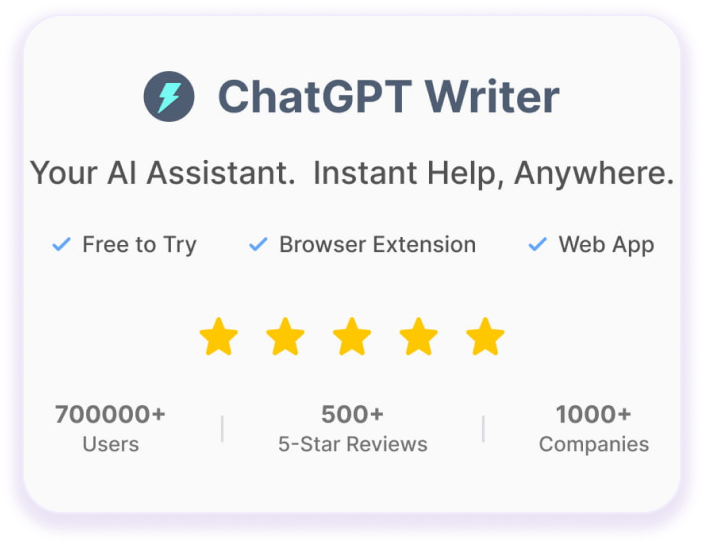 ChatGPT Writer
Your AI Assistant. Instant Help, Anywhere.
Free to Try Browser Extension Web App
700000+ 500+ 1000+
Users 5-Star Reviews Companies